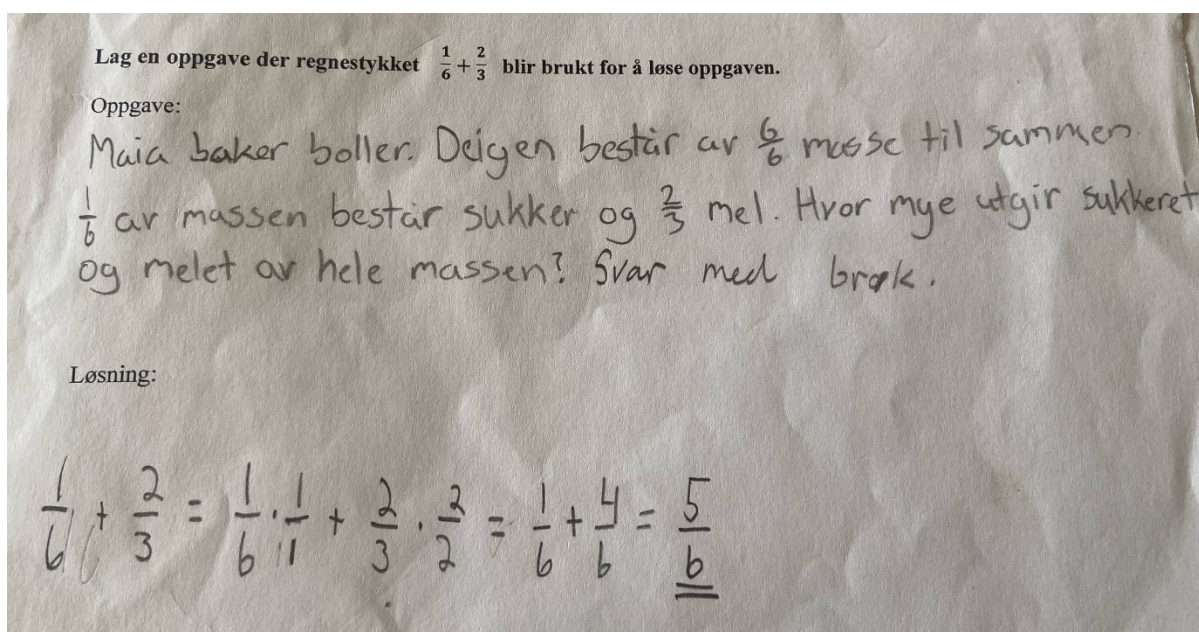 Lag en oppgave der regnestykket 1/6 + 2/3 blir brukt for å løse oppgaven.
Oppgave:
Maia baker boller. Deigen består av 6/6 masse til sammen.
1/6 av massen består sukker og 2/3 mel. Hvor mye utgir sukkeret
og melet av hele massen? Svar med brøk.
Løsning:
1/6 + 2/3 = 1/6 · 1/1 + 2/3 · 2/2 = 1/6 + 4/6 = 5/6